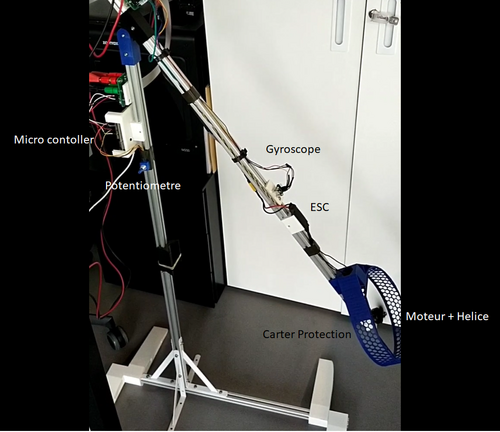 Gyroscope
Micro contoller
Potentiometre
ESC
Moteur + Helice
Carter Protection